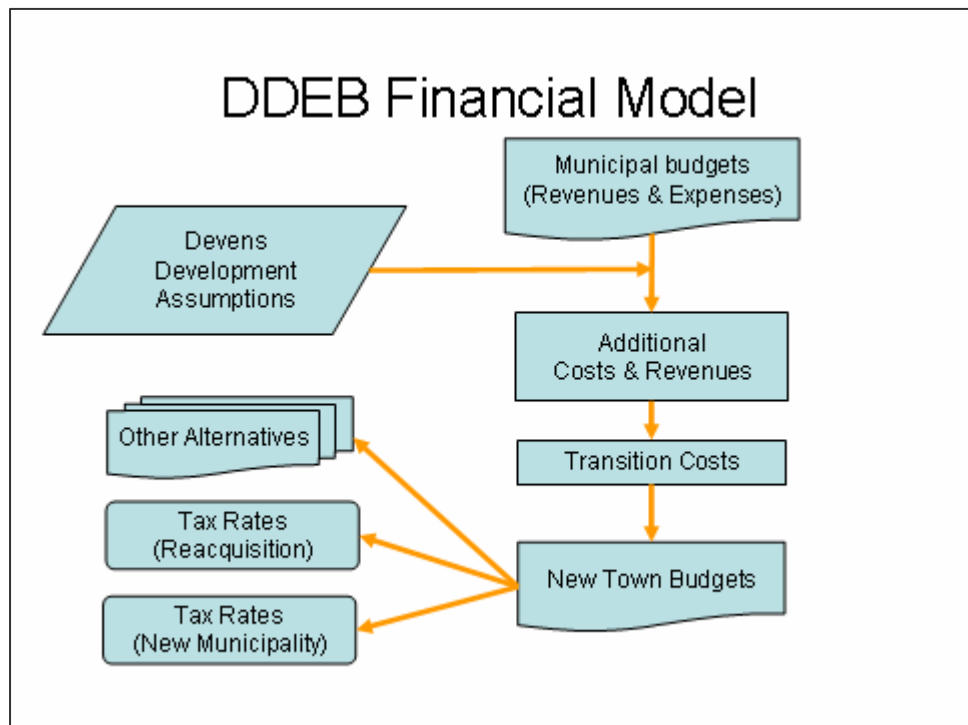 DDEB Financial Model
Municipal budgets
(Revenues & Expenses)
Devens
Development
Assumptions
Additional
Costs & Revenues
Other Alternatives
Transition Costs
Tax Rates
(Reacquisition)
New Town Budgets
Tax Rates
(New Municipality)